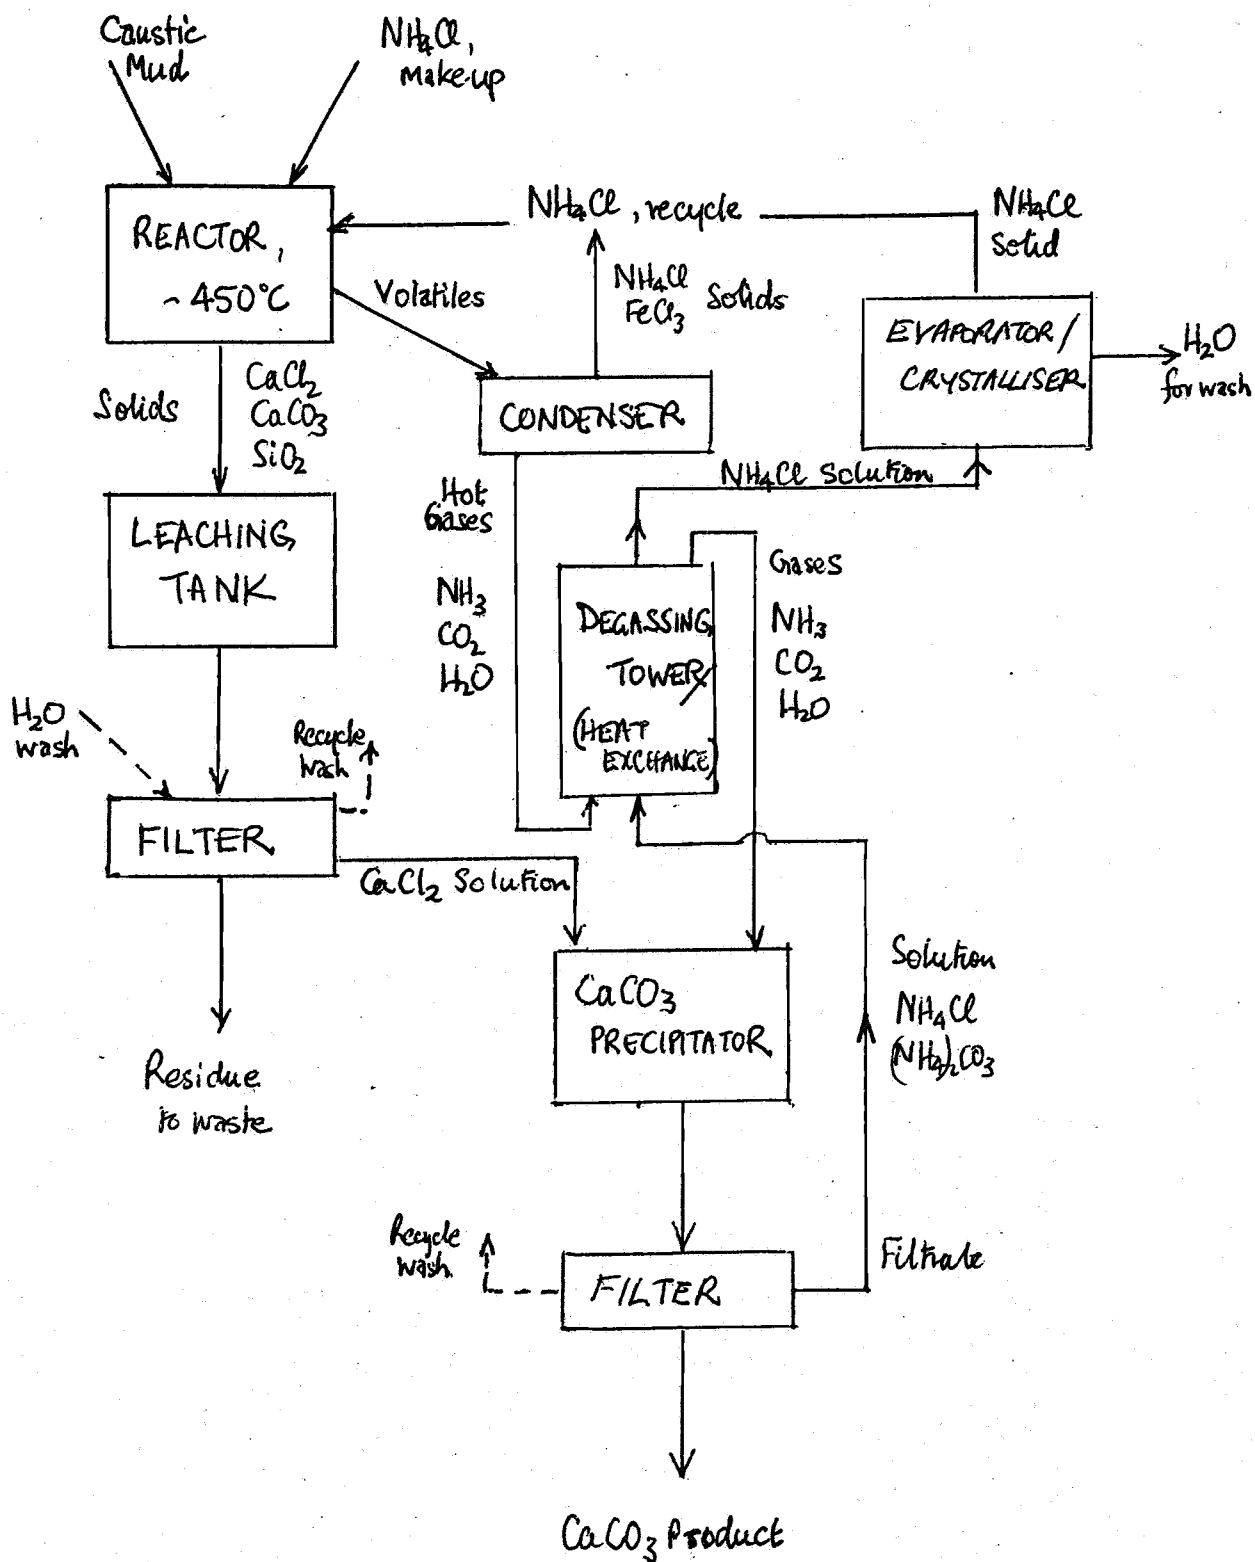 Caustic
Mud
NH₄Cl,
make-up
REACTOR,
~450°C
NH₄Cl, recycle
NH₄Cl
Solid
Volatiles
NH₄Cl
FeCl₃
Solids
EVAPORATOR/
CRYSTALLISER
H₂O
for wash
Solids
CaCl₂
CaCO₃
SiO₂
CONDENSER
NH₄Cl Solution
Hot
Gases
NH₃
CO₂
H₂O
LEACHING
TANK
DEGASSING
TOWER/
(HEAT
EXCHANGE)
Gases
NH₃
CO₂
H₂O
H₂O
wash
Recycle
wash
FILTER
CaCl₂ Solution
CaCO₃
PRECIPITATOR
Solution
NH₄Cl
(NH₄)₂CO₃
Residue
to waste
Recycle
wash
FILTER
Filtrate
CaCO₃ Product